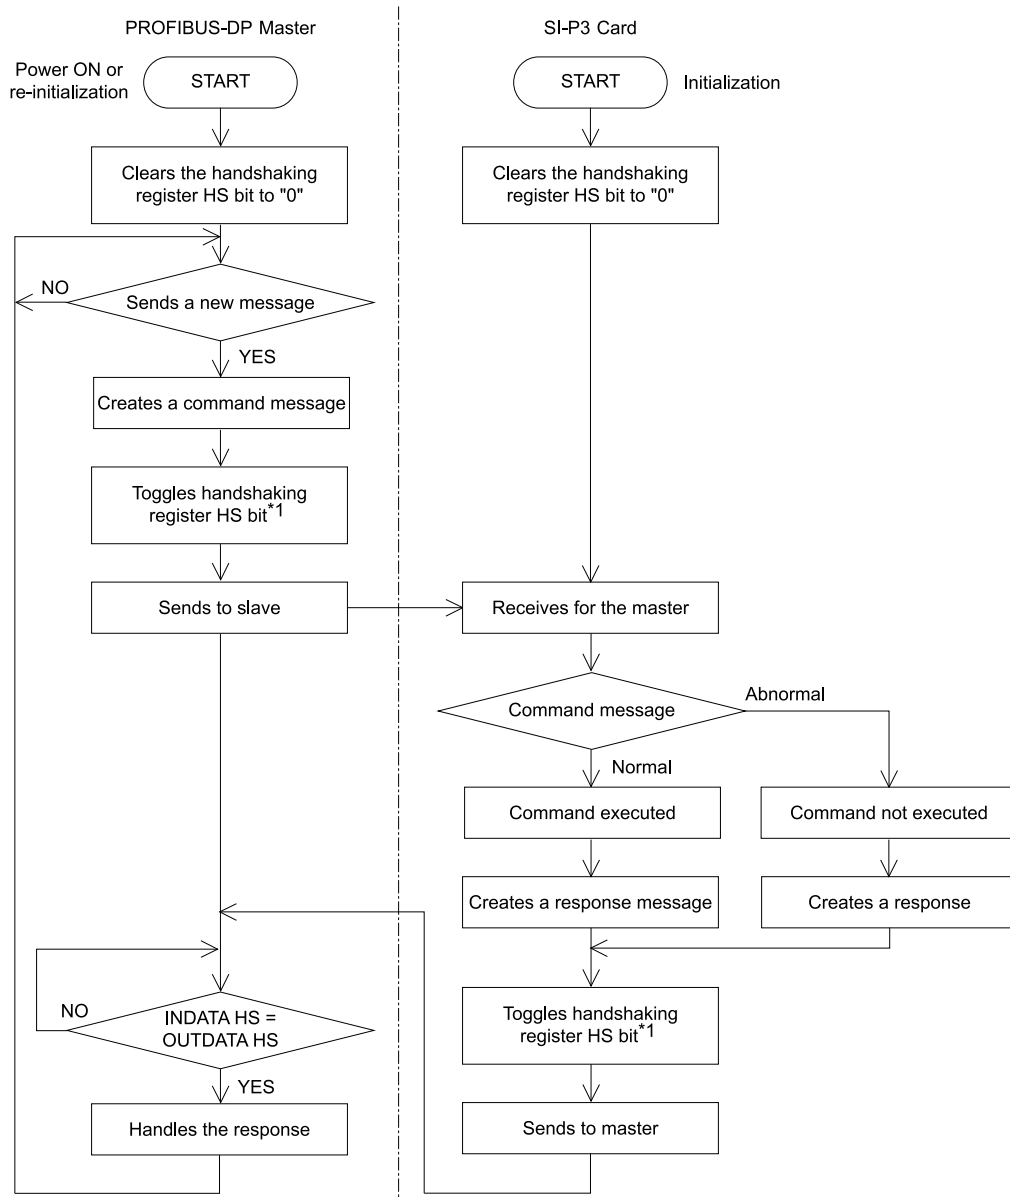 PROFIBUS-DP Master
SI-P3 Card
Power ON or
re-initialization
START
START
Initialization
Clears the handshaking
register HS bit to "0"
Clears the handshaking
register HS bit to "0"
NO
Sends a new message
YES
Creates a command message
Toggles handshaking
register HS bit*1
Sends to slave
Receives for the master
Abnormal
Command message
Normal
Command executed
Command not executed
Creates a response message
Creates a response
NO
INDATA HS =
OUTDATA HS
Toggles handshaking
register HS bit*1
YES
Handles the response
Sends to master